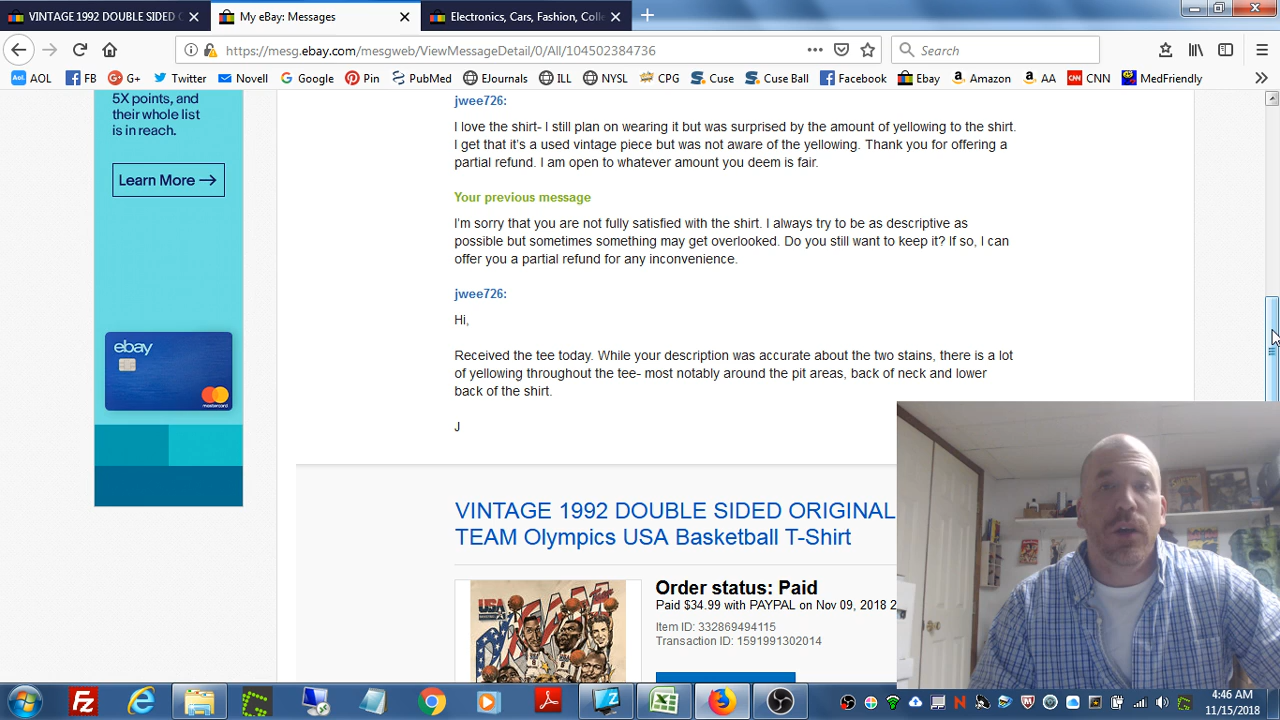 VINTAGE 1992 DOUBLE SIDED
My eBay: Messages
Electronics, Cars, Fashion, Coll
https://mesg.ebay.com/mesgweb/ViewMessageDetail/0/All/104502384736
Search
AOL FB G+ Twitter Novell Google Pin PubMed EJournals ILL NYSL CPG Cuse Cuse Ball Facebook Ebay Amazon AA CNN MedFriendly
5X points, and
their whole list
is in reach.
Learn More →
ebay
mastercard
jwee726:
I love the shirt- I still plan on wearing it but was surprised by the amount of yellowing to the shirt.
I get that it's a used vintage piece but was not aware of the yellowing. Thank you for offering a
partial refund. I am open to whatever amount you deem is fair.
Your previous message
I'm sorry that you are not fully satisfied with the shirt. I always try to be as descriptive as
possible but sometimes something may get overlooked. Do you still want to keep it? If so, I can
offer you a partial refund for any inconvenience.
jwee726:
Hi,
Received the tee today. While your description was accurate about the two stains, there is a lot
of yellowing throughout the tee- most notably around the pit areas, back of neck and lower
back of the shirt.
J
VINTAGE 1992 DOUBLE SIDED ORIGINAL
TEAM Olympics USA Basketball T-Shirt
USA
Order status: Paid
Paid $34.99 with PAYPAL on Nov 09, 2018 2
Item ID: 332869494115
Transaction ID: 1591991302014
4:46 AM
11/15/2018